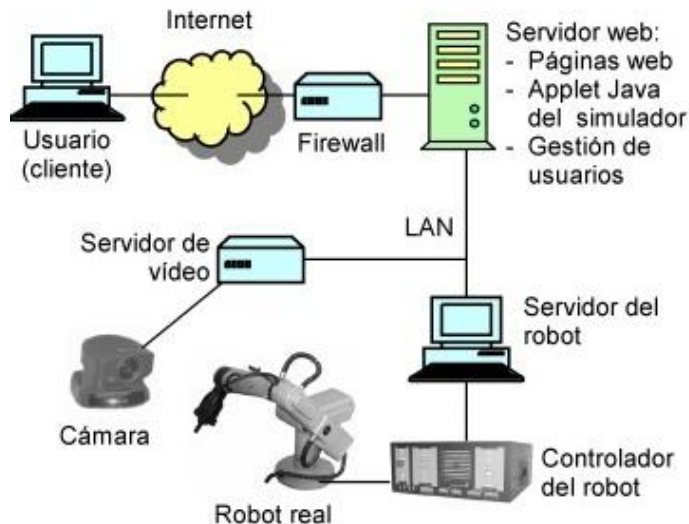 Internet
Usuario
(cliente)
Firewall
Servidor web:
- Páginas web
- Applet Java
del simulador
- Gestión de
usuarios
LAN
Servidor de
vídeo
Servidor del
robot
Cámara
Robot real
Controlador
del robot